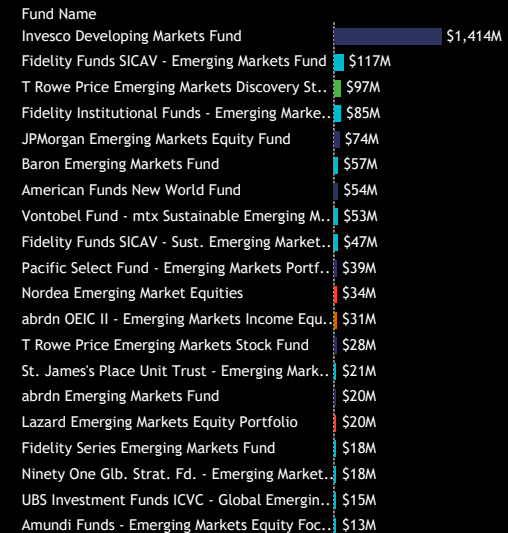 Fund Name
Invesco Developing Markets Fund $1,414M
Fidelity Funds SICAV - Emerging Markets Fund $117M
T Rowe Price Emerging Markets Discovery St.. $97M
Fidelity Institutional Funds - Emerging Marke.. $85M
JPMorgan Emerging Markets Equity Fund $74M
Baron Emerging Markets Fund $57M
American Funds New World Fund $54M
Vontobel Fund - mtx Sustainable Emerging M.. $53M
Fidelity Funds SICAV - Sust. Emerging Market.. $47M
Pacific Select Fund - Emerging Markets Portf.. $39M
Nordea Emerging Market Equities $34M
abrdn OEIC II - Emerging Markets Income Equ.. $31M
T Rowe Price Emerging Markets Stock Fund $28M
St. James's Place Unit Trust - Emerging Mark.. $21M
abrdn Emerging Markets Fund $20M
Lazard Emerging Markets Equity Portfolio $20M
Fidelity Series Emerging Markets Fund $18M
Ninety One Glb. Strat. Fd. - Emerging Market.. $18M
UBS Investment Funds ICVC - Global Emergin.. $15M
Amundi Funds - Emerging Markets Equity Foc.. $13M